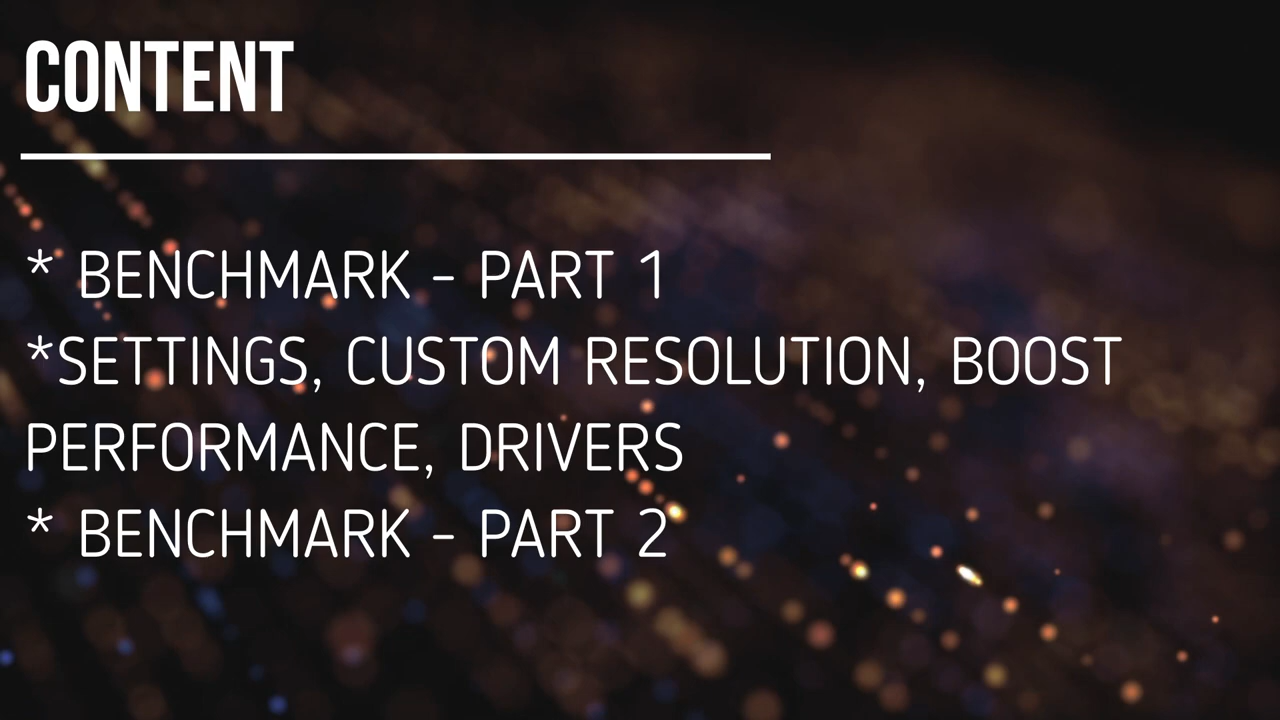 CONTENT
* BENCHMARK - PART 1
*SETTINGS, CUSTOM RESOLUTION, BOOST
PERFORMANCE, DRIVERS
* BENCHMARK - PART 2